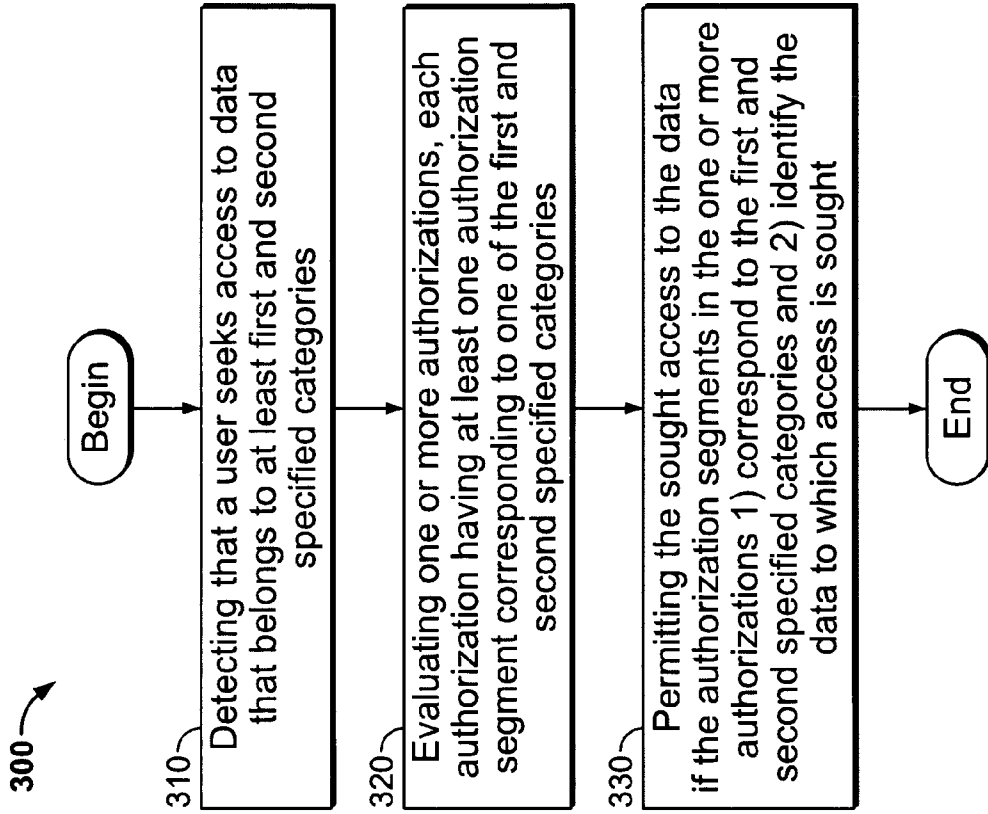 300
Begin
310
Detecting that a user seeks access to data
that belongs to at least first and second
specified categories
320
Evaluating one or more authorizations, each
authorization having at least one authorization
segment corresponding to one of the first and
second specified categories
330
Permitting the sought access to the data
if the authorization segments in the one or more
authorizations 1) correspond to the first and
second specified categories and 2) identify the
data to which access is sought
End